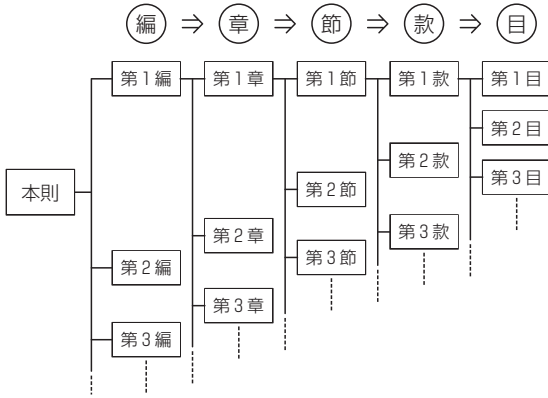 編 ⇒ 章 ⇒ 節 ⇒ 款 ⇒ 目
第1編 第1章 第1節 第1款 第1目
第2目
第2款
第3目
本則
第2節
第2章
第3款
第3節
第2編
第3章
第3編